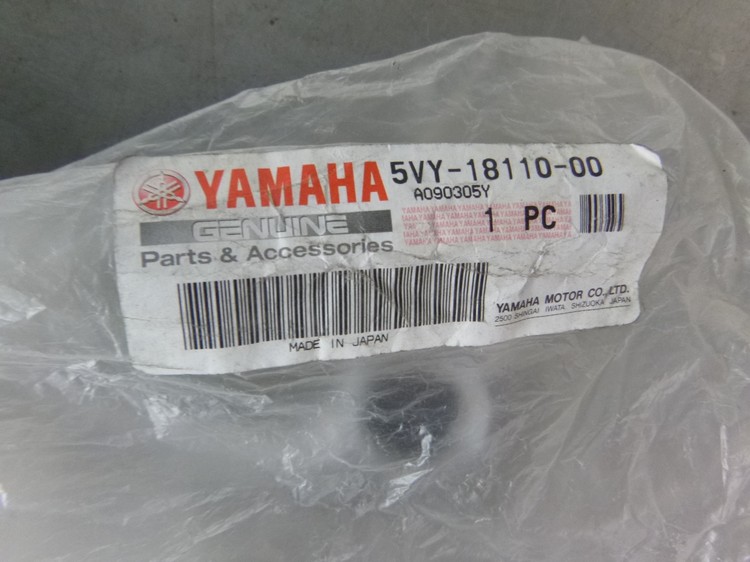 YAMAHA 5VY-18110-00
A090305Y
GENUINE
Parts & Accessories
1 PC
YAMAHA MOTOR CO., LTD.
2500 SHINGAI IWATA, SHIZUOKA JAPAN
MADE IN JAPAN